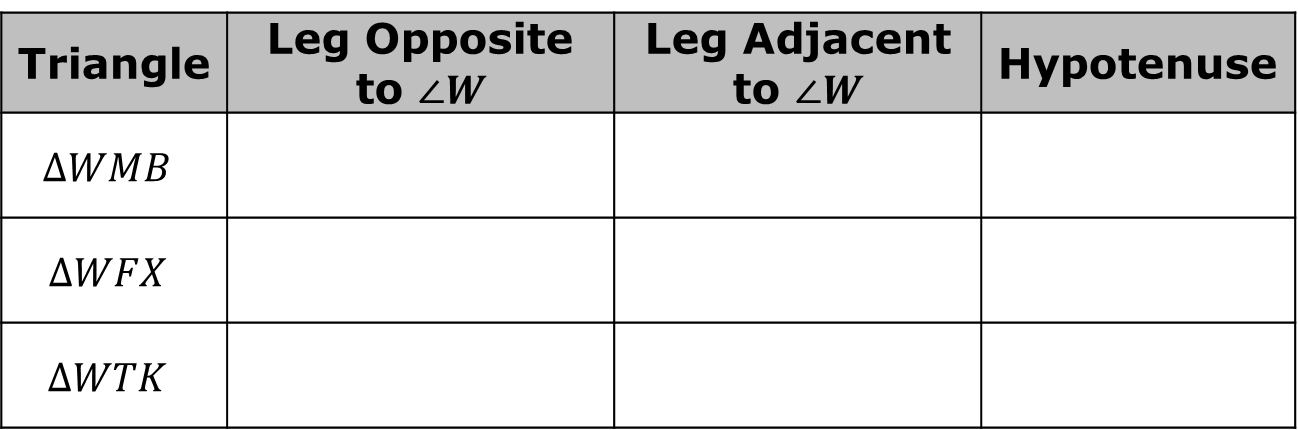 Triangle
Leg Opposite
to ∠W
Leg Adjacent
to ∠W
Hypotenuse
ΔWMB
ΔWFX
ΔWTK